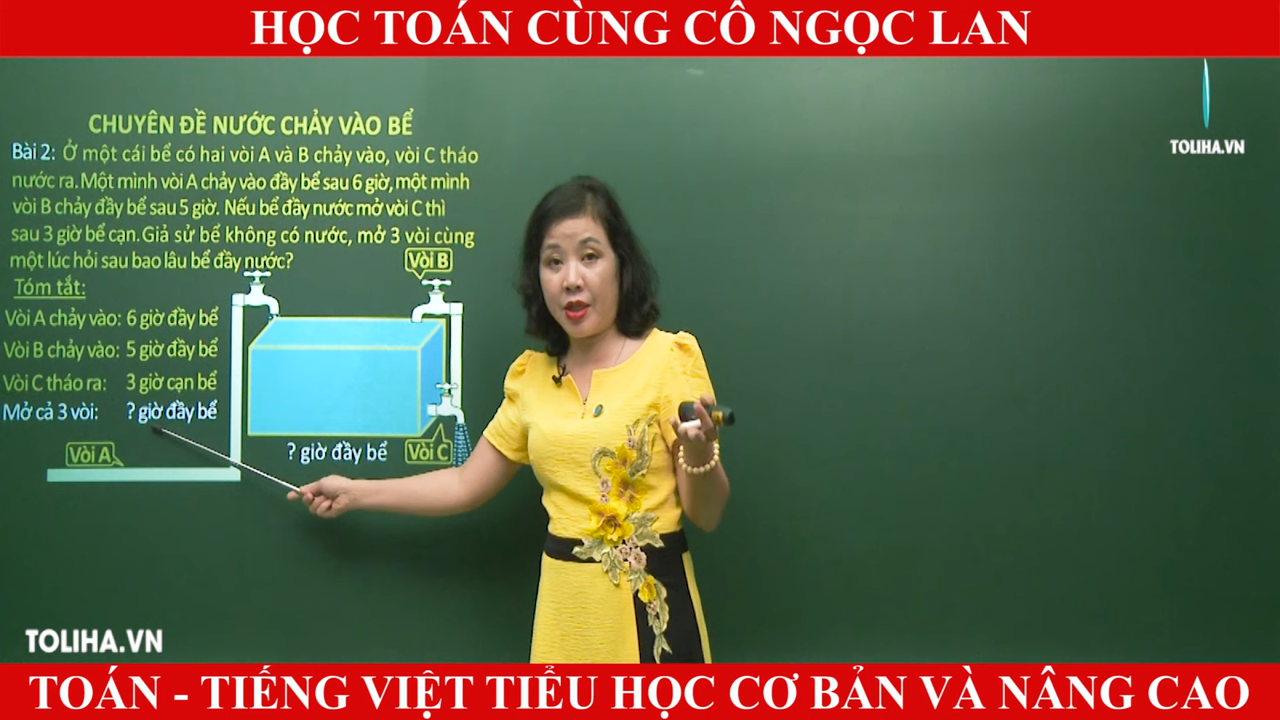 HỌC TOÁN CÙNG CÔ NGỌC LAN
TOLIHA.VN
CHUYÊN ĐỀ NƯỚC CHẢY VÀO BỂ
Bài 2: Ở một cái bể có hai vòi A và B chảy vào, vòi C tháo
nước ra. Một mình vòi A chảy vào đầy bể sau 6 giờ, một mình
vòi B chảy đầy bể sau 5 giờ. Nếu bể đầy nước mở vòi C thì
sau 3 giờ bể cạn. Giả sử bể không có nước, mở 3 vòi cùng
một lúc hỏi sau bao lâu bể đầy nước?
Vòi B
Tóm tắt:
Vòi A chảy vào: 6 giờ đầy bể
Vòi B chảy vào: 5 giờ đầy bể
Vòi C tháo ra: 3 giờ cạn bể
Mở cả 3 vòi: ? giờ đầy bể
Vòi A
? giờ đầy bể
Vòi C
TOLIHA.VN
TOÁN - TIẾNG VIỆT TIỂU HỌC CƠ BẢN VÀ NÂNG CAO